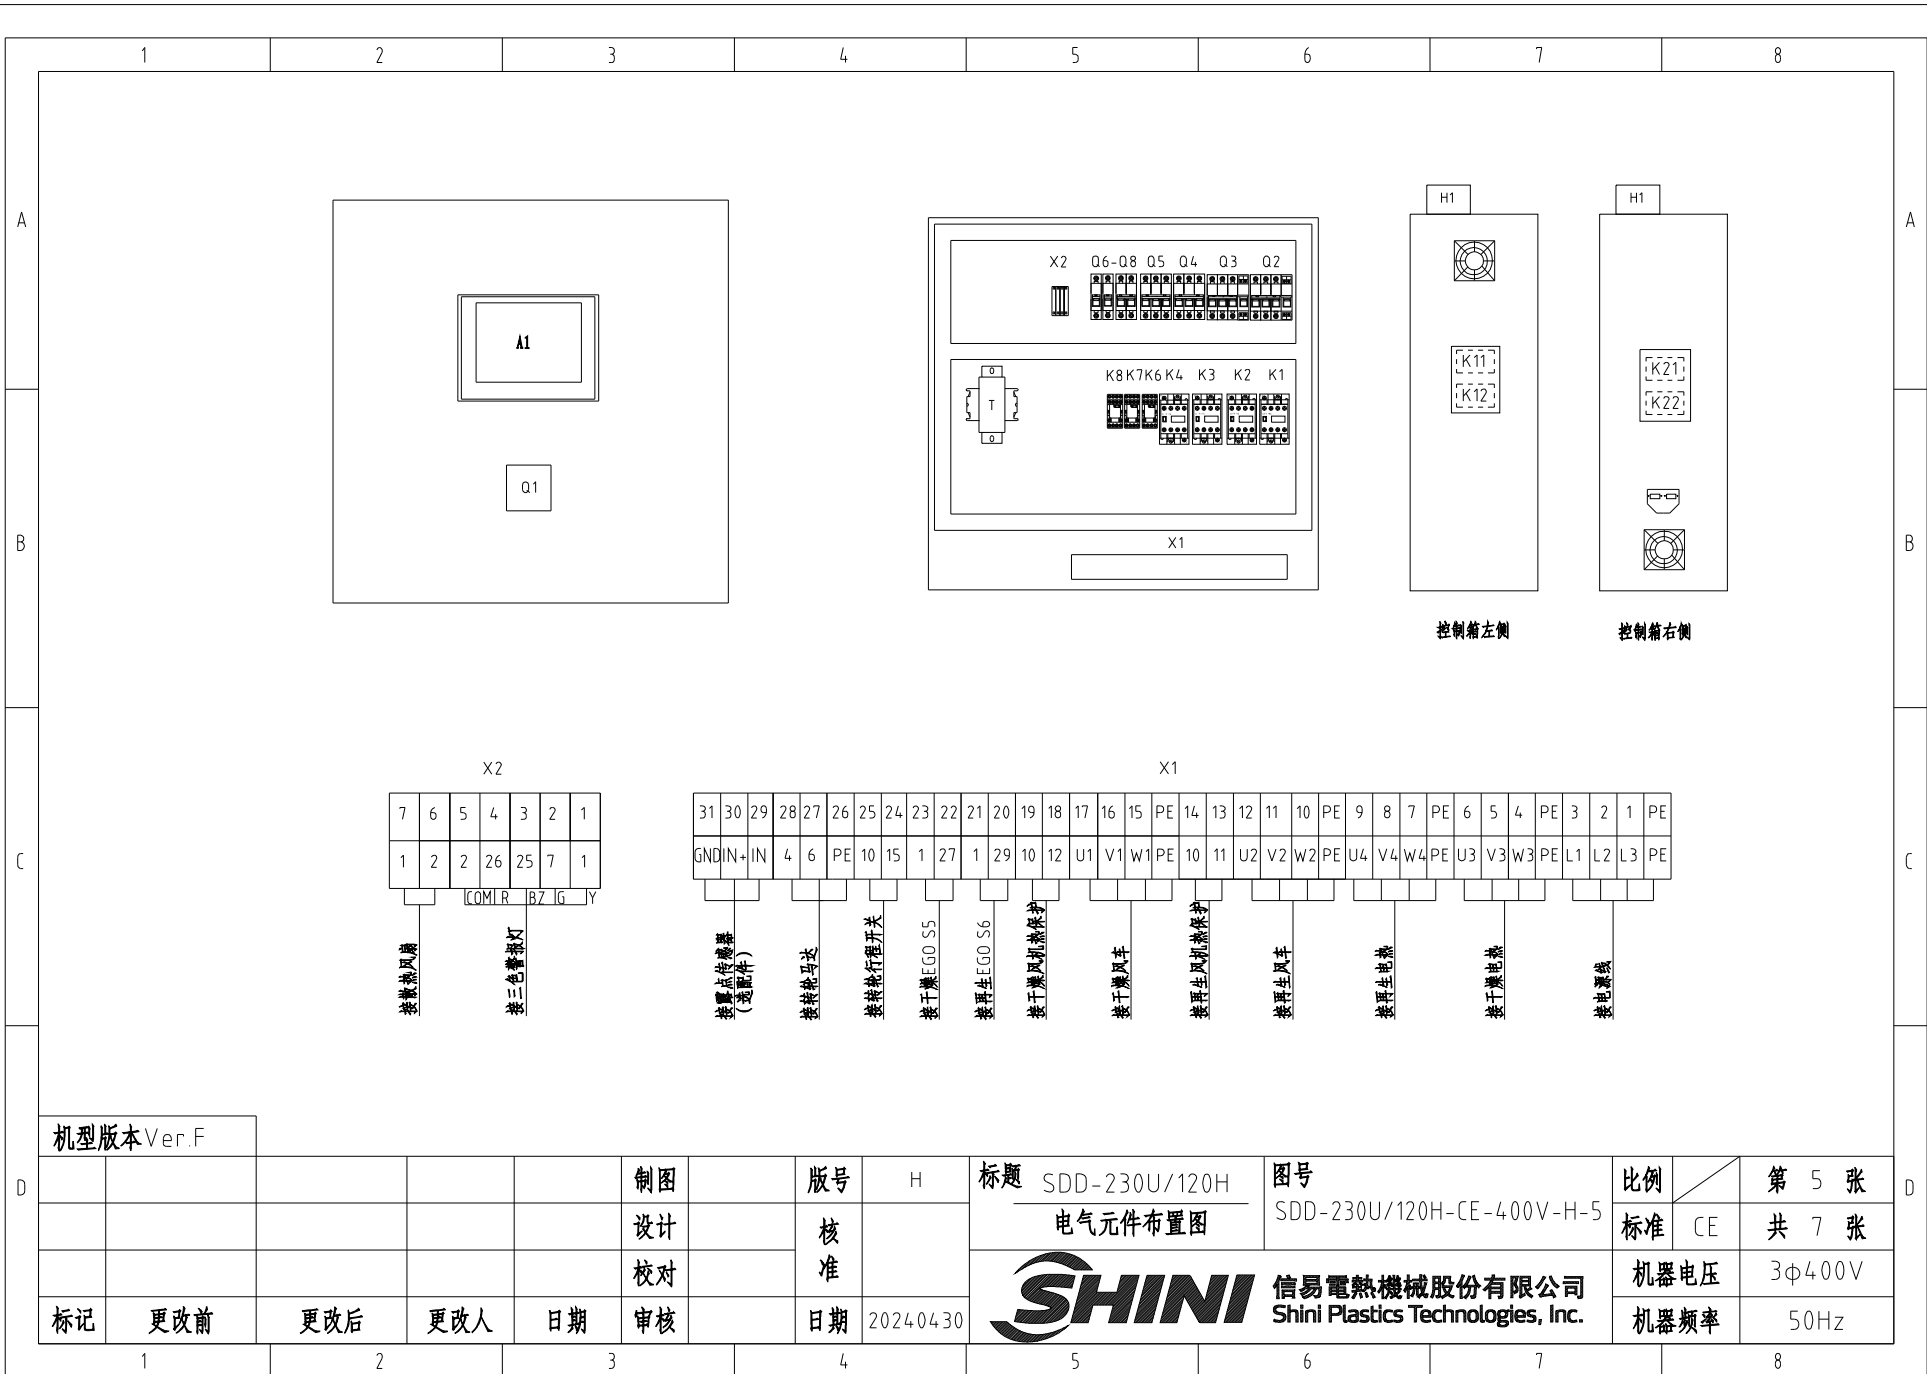 1 2 3 4 5 6 7 8
A A
H1 H1
X2 Q6-Q8 Q5 Q4 Q3 Q2
A1
K11
K12
K21
K22
K8 K7 K6 K4 K3 K2 K1
0
T
0
Q1
B B
X1
控制箱左侧 控制箱右侧
X2 X1
7 6 5 4 3 2 1
1 2 2 26 25 7 1
COM R BZ G Y
31 30 29 28 27 26 25 24 23 22 21 20 19 18 17 16 15 PE 14 13 12 11 10 PE 9 8 7 PE 6 5 4 PE 3 2 1 PE
GND IN+ IN 4 6 PE 10 15 1 27 1 29 10 12 U1 V1 W1 PE 10 11 U2 V2 W2 PE U4 V4 W4 PE U3 V3 W3 PE L1 L2 L3 PE
C C
接散热风扇
接三色警报灯
接露点传感器
(选配件)
接转轮马达
接转轮行程开关
接干燥EGO S5
接再生EGO S6
接干燥风机热保护
接干燥风车
接再生风机热保护
接再生风车
接再生电热
接干燥电热
接电源线
机型版本Ver.F
D D
制图 版号 H 标题 SDD-230U/120H 图号 比例 第 5 张
设计 核准 电气元件布置图 SDD-230U/120H-CE-400V-H-5 标准 CE 共 7 张
校对 SHINI 信易電熱機械股份有限公司 机器电压 3φ400V
标记 更改前 更改后 更改人 日期 审核 日期 20240430 Shini Plastics Technologies, Inc. 机器频率 50Hz
1 2 3 4 5 6 7 8